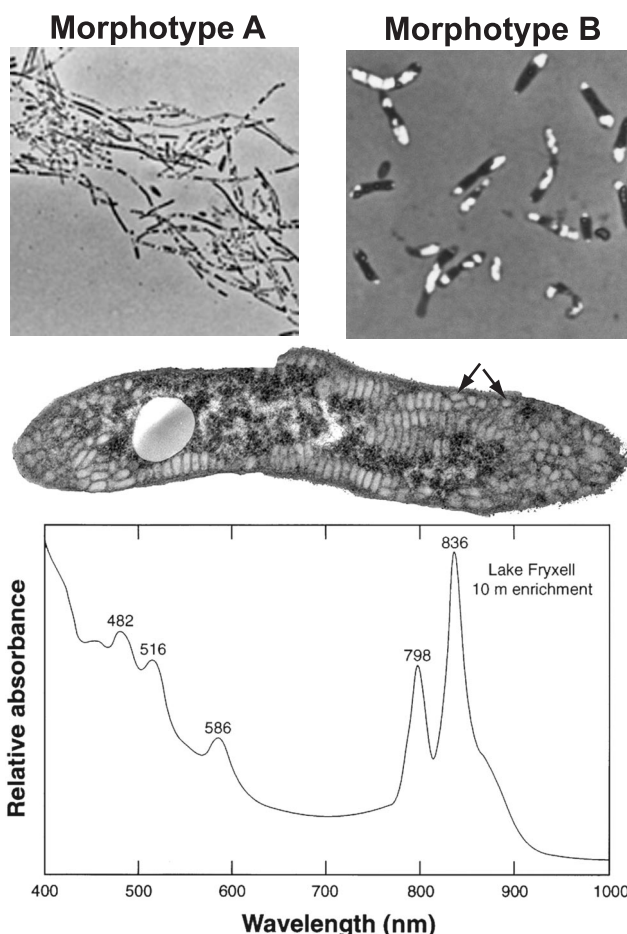 Morphotype A
Morphotype B
836
Lake Fryxell
10 m enrichment
482
516
798
586
Relative absorbance
400
500
600
700
800
900
1000
Wavelength (nm)